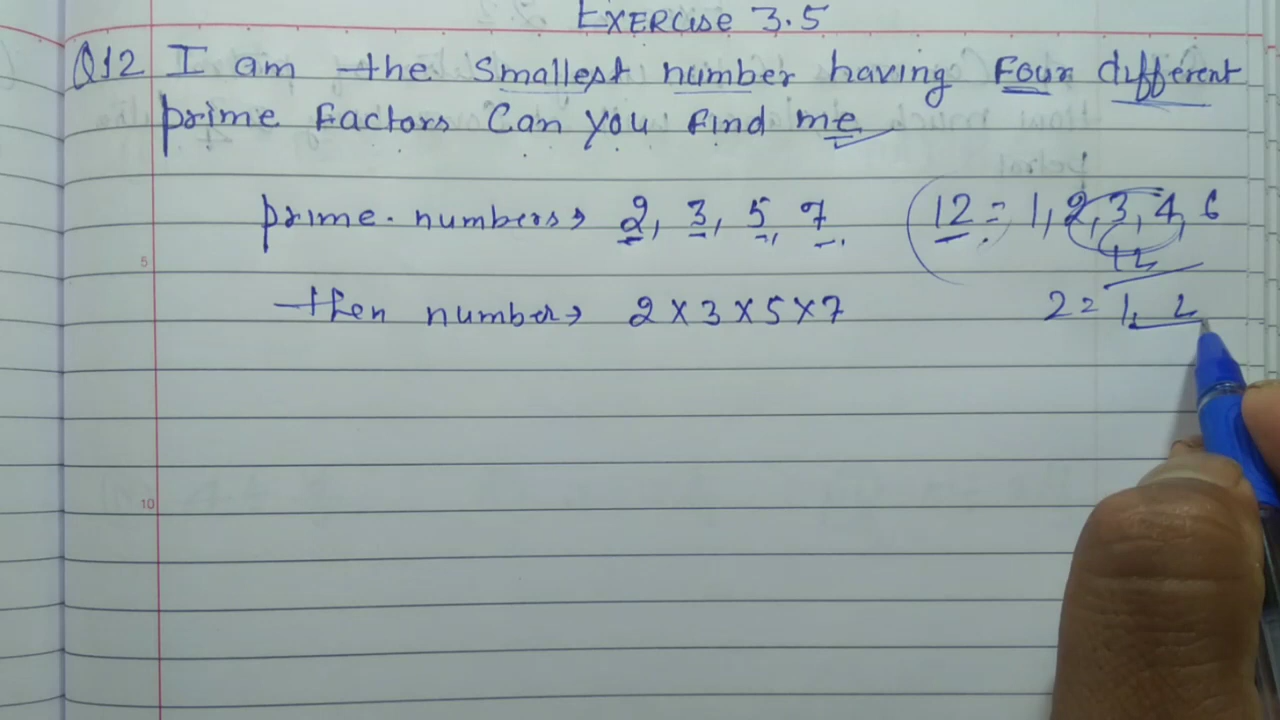 EXERCISE 3.5
Q12 I am the smallest number having four different
prime factors Can you find me
prime numbers → 2, 3, 5, 7. 12 = 1, 2, 3, 4, 6
12
then number → 2 × 3 × 5 × 7 2 = 1, 2
5
10